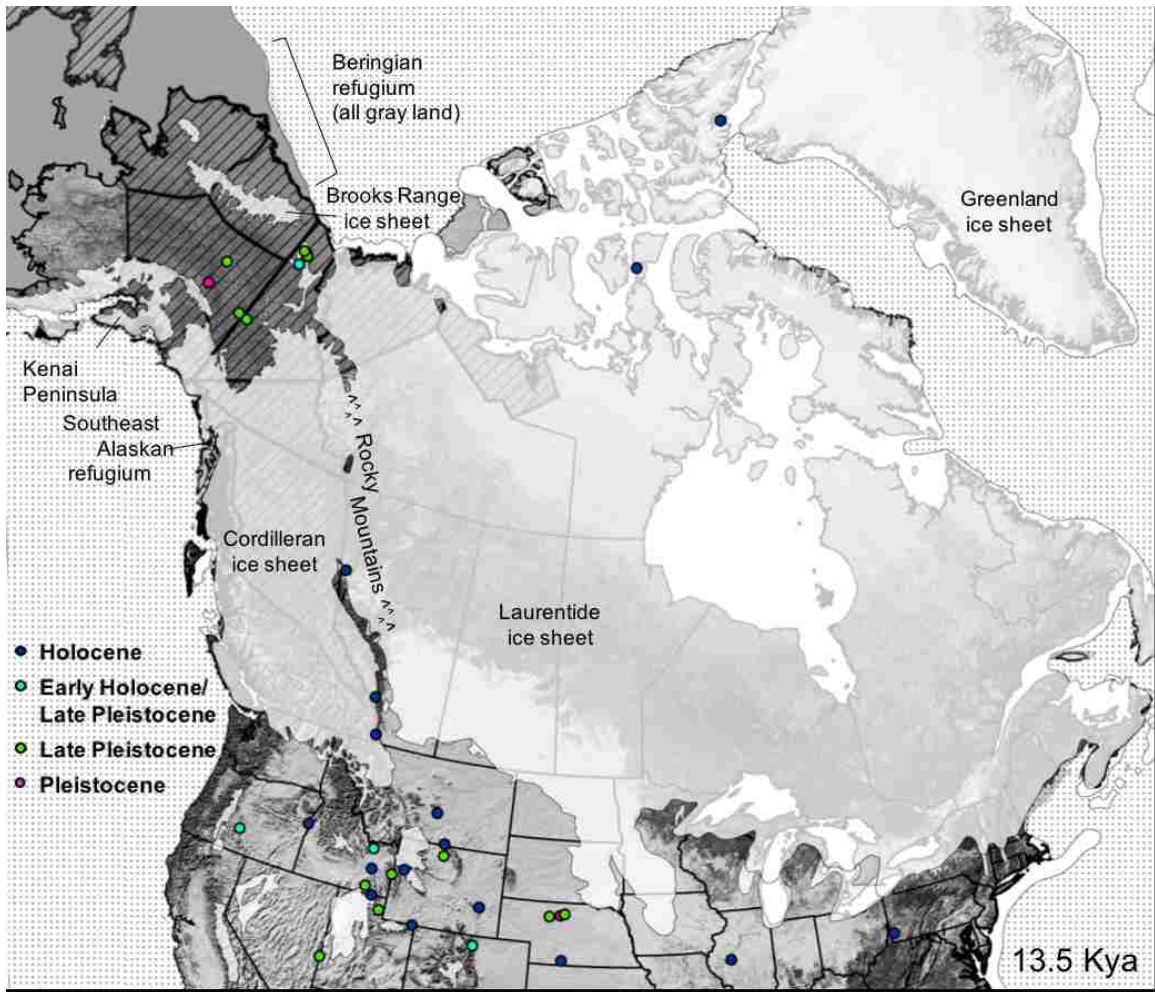 Beringian
refugium
(all gray land)
Brooks Range
ice sheet
Greenland
ice sheet
Kenai
Peninsula
Southeast
Alaskan
refugium
^^^ Rocky Mountains ^^^
Cordilleran
ice sheet
Laurentide
ice sheet
Holocene
Early Holocene/
Late Pleistocene
Late Pleistocene
Pleistocene
13.5 Kya